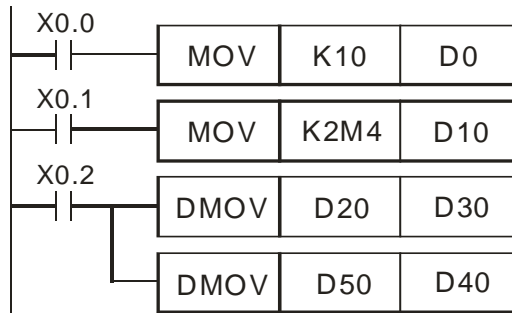 X0.0
MOV K10 D0
X0.1
MOV K2M4 D10
X0.2
DMOV D20 D30
DMOV D50 D40